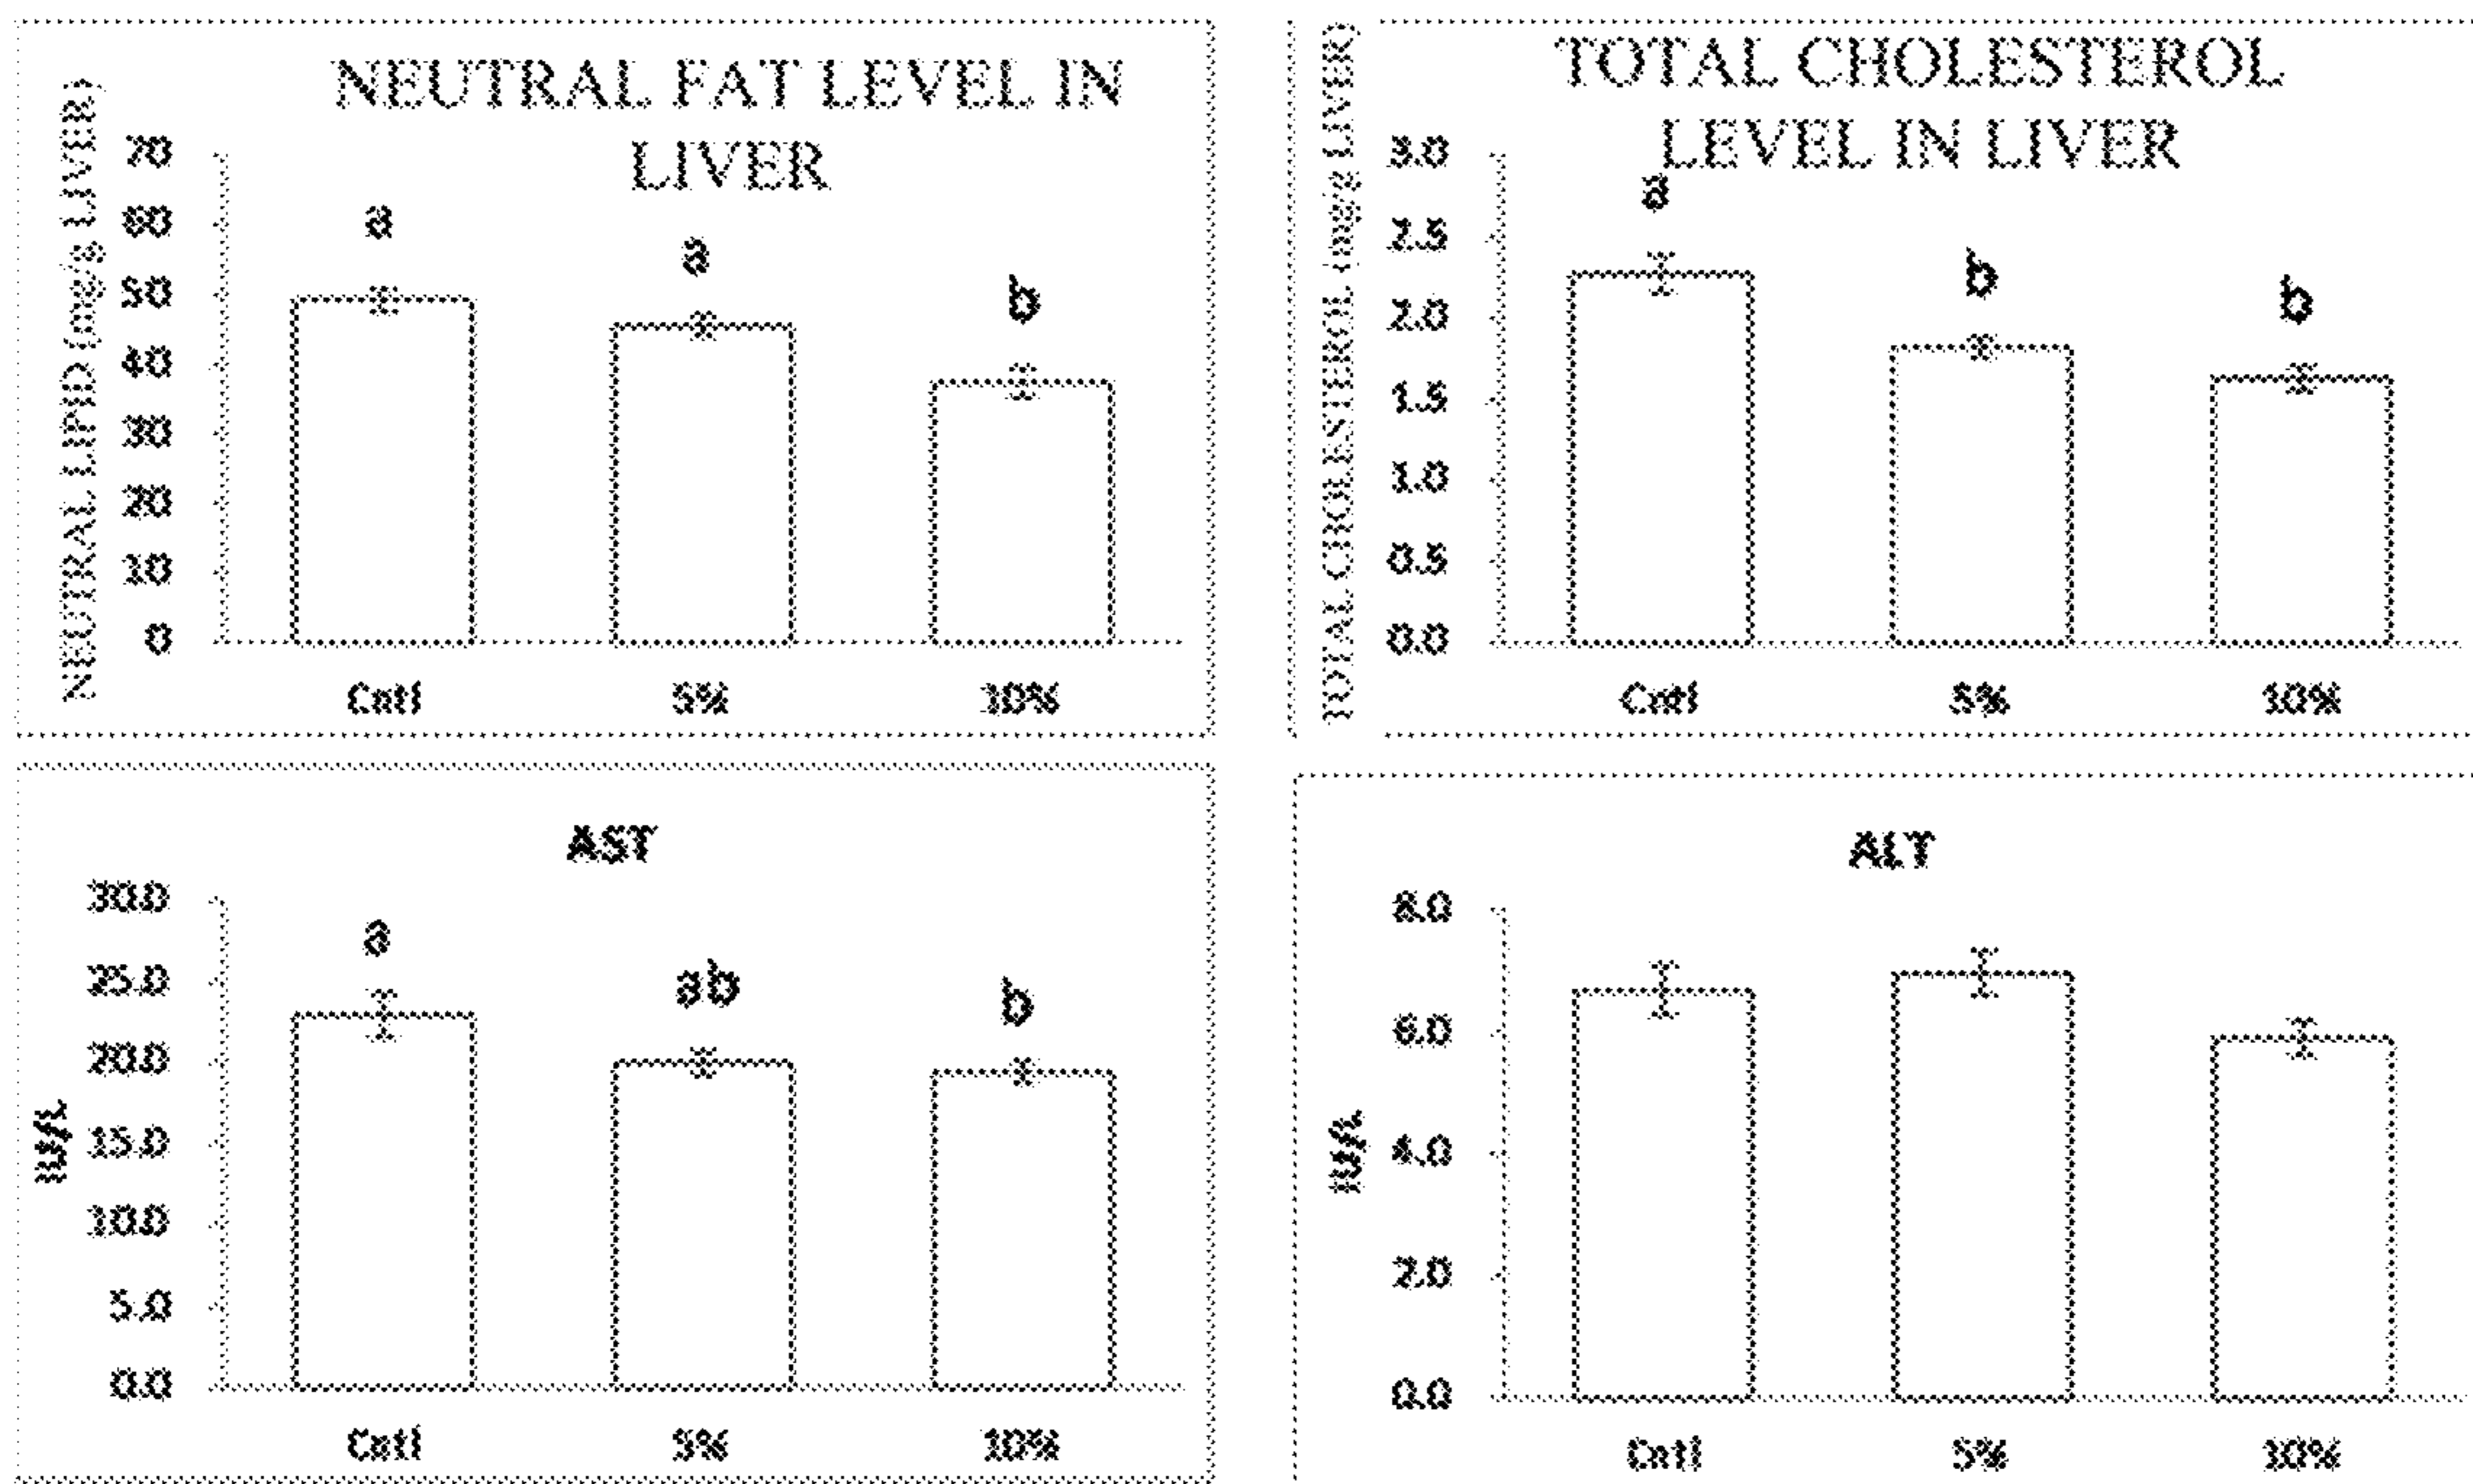 NEUTRAL FAT LEVEL IN
LIVER
NEUTRAL LIPID (mg/g LIVER)
70
60
50
40
30
20
10
0
a
a
b
Cntl
5%
10%
TOTAL CHOLESTEROL
LEVEL IN LIVER
TOTAL CHOLESTEROL (mg/g LIVER)
3.0
2.5
2.0
1.5
1.0
0.5
0.0
a
b
b
Cntl
5%
10%
AST
IU/L
30.0
25.0
20.0
15.0
10.0
5.0
0.0
a
ab
b
Cntl
5%
10%
ALT
IU/L
8.0
6.0
4.0
2.0
0.0
Cntl
5%
10%